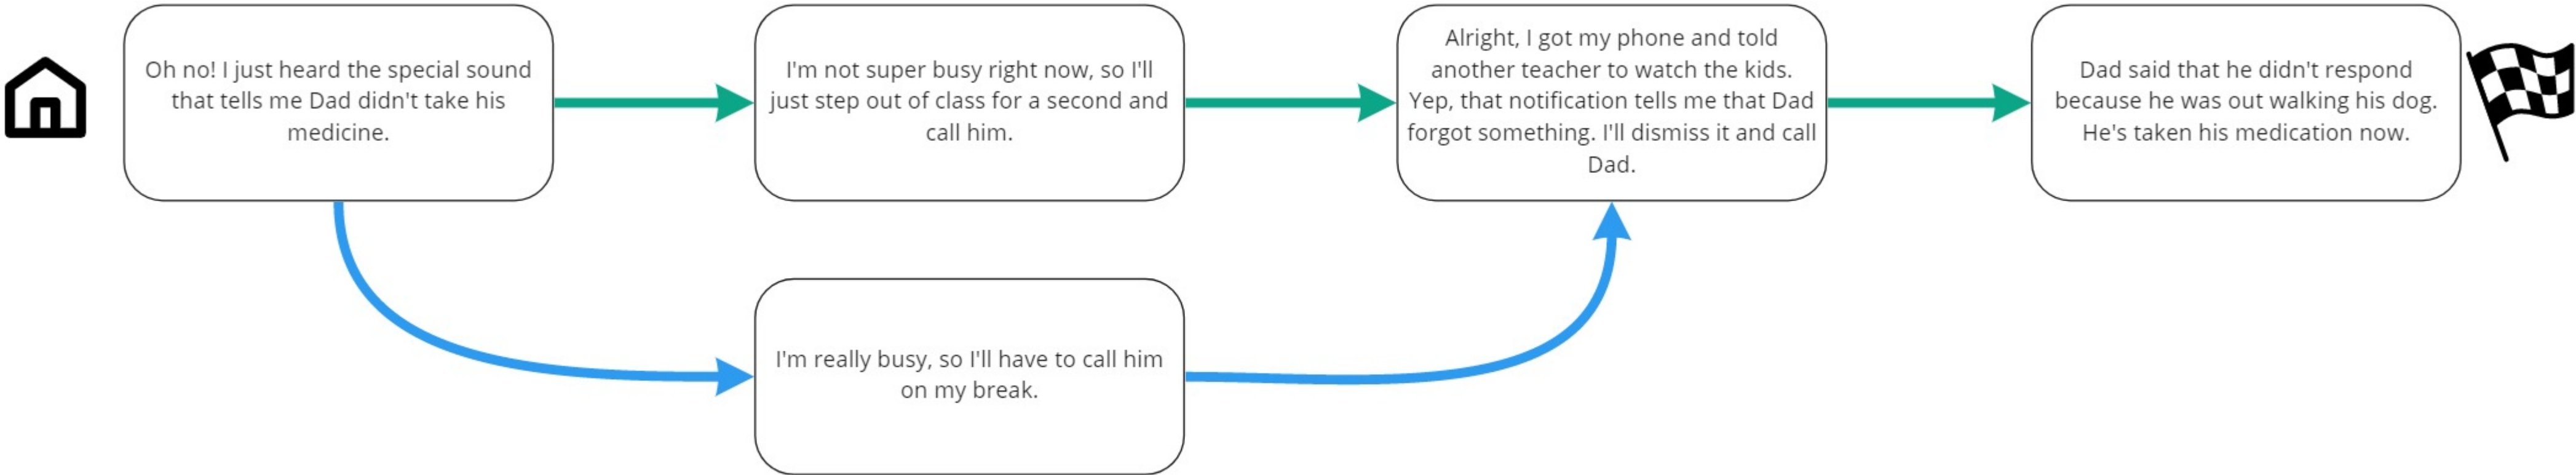 Oh no! I just heard the special sound
that tells me Dad didn't take his
medicine.
I'm not super busy right now, so I'll
just step out of class for a second and
call him.
Alright, I got my phone and told
another teacher to watch the kids.
Yep, that notification tells me that Dad
forgot something. I'll dismiss it and call
Dad.
Dad said that he didn't respond
because he was out walking his dog.
He's taken his medication now.
I'm really busy, so I'll have to call him
on my break.